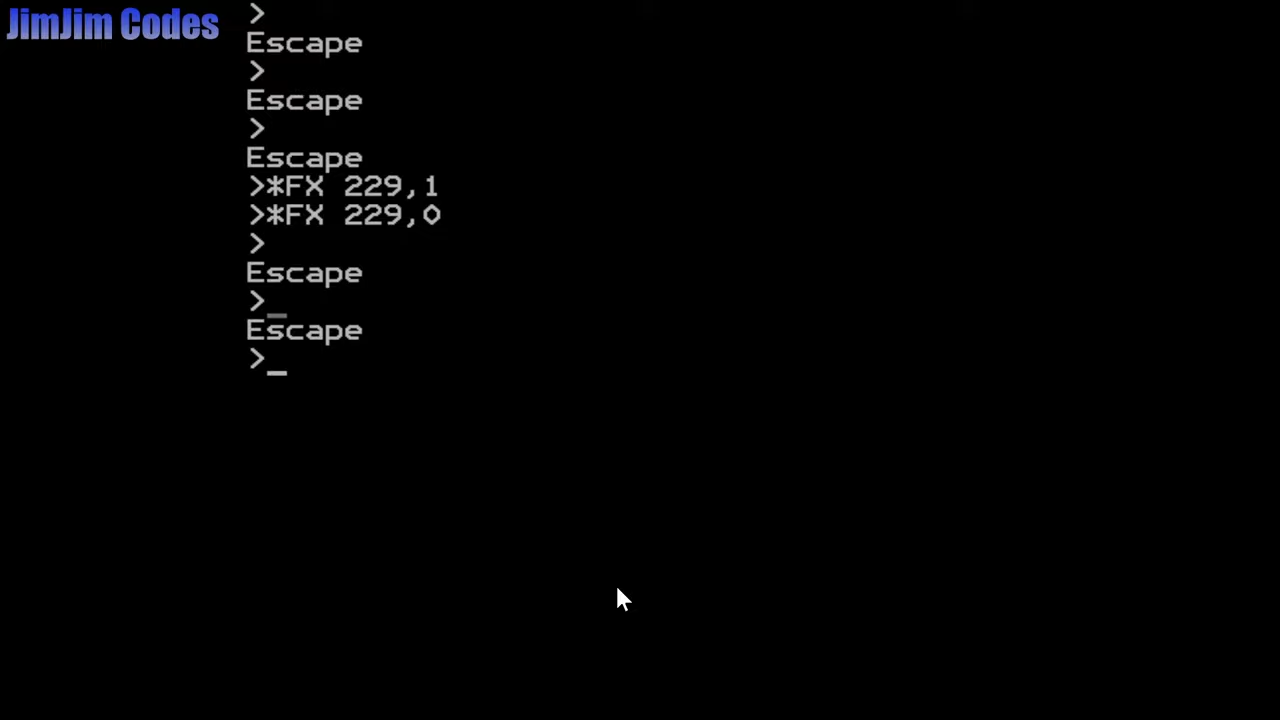 JimJim Codes
>
Escape
>
Escape
>
Escape
>*FX 229,1
>*FX 229,0
>
Escape
>_
Escape
>_